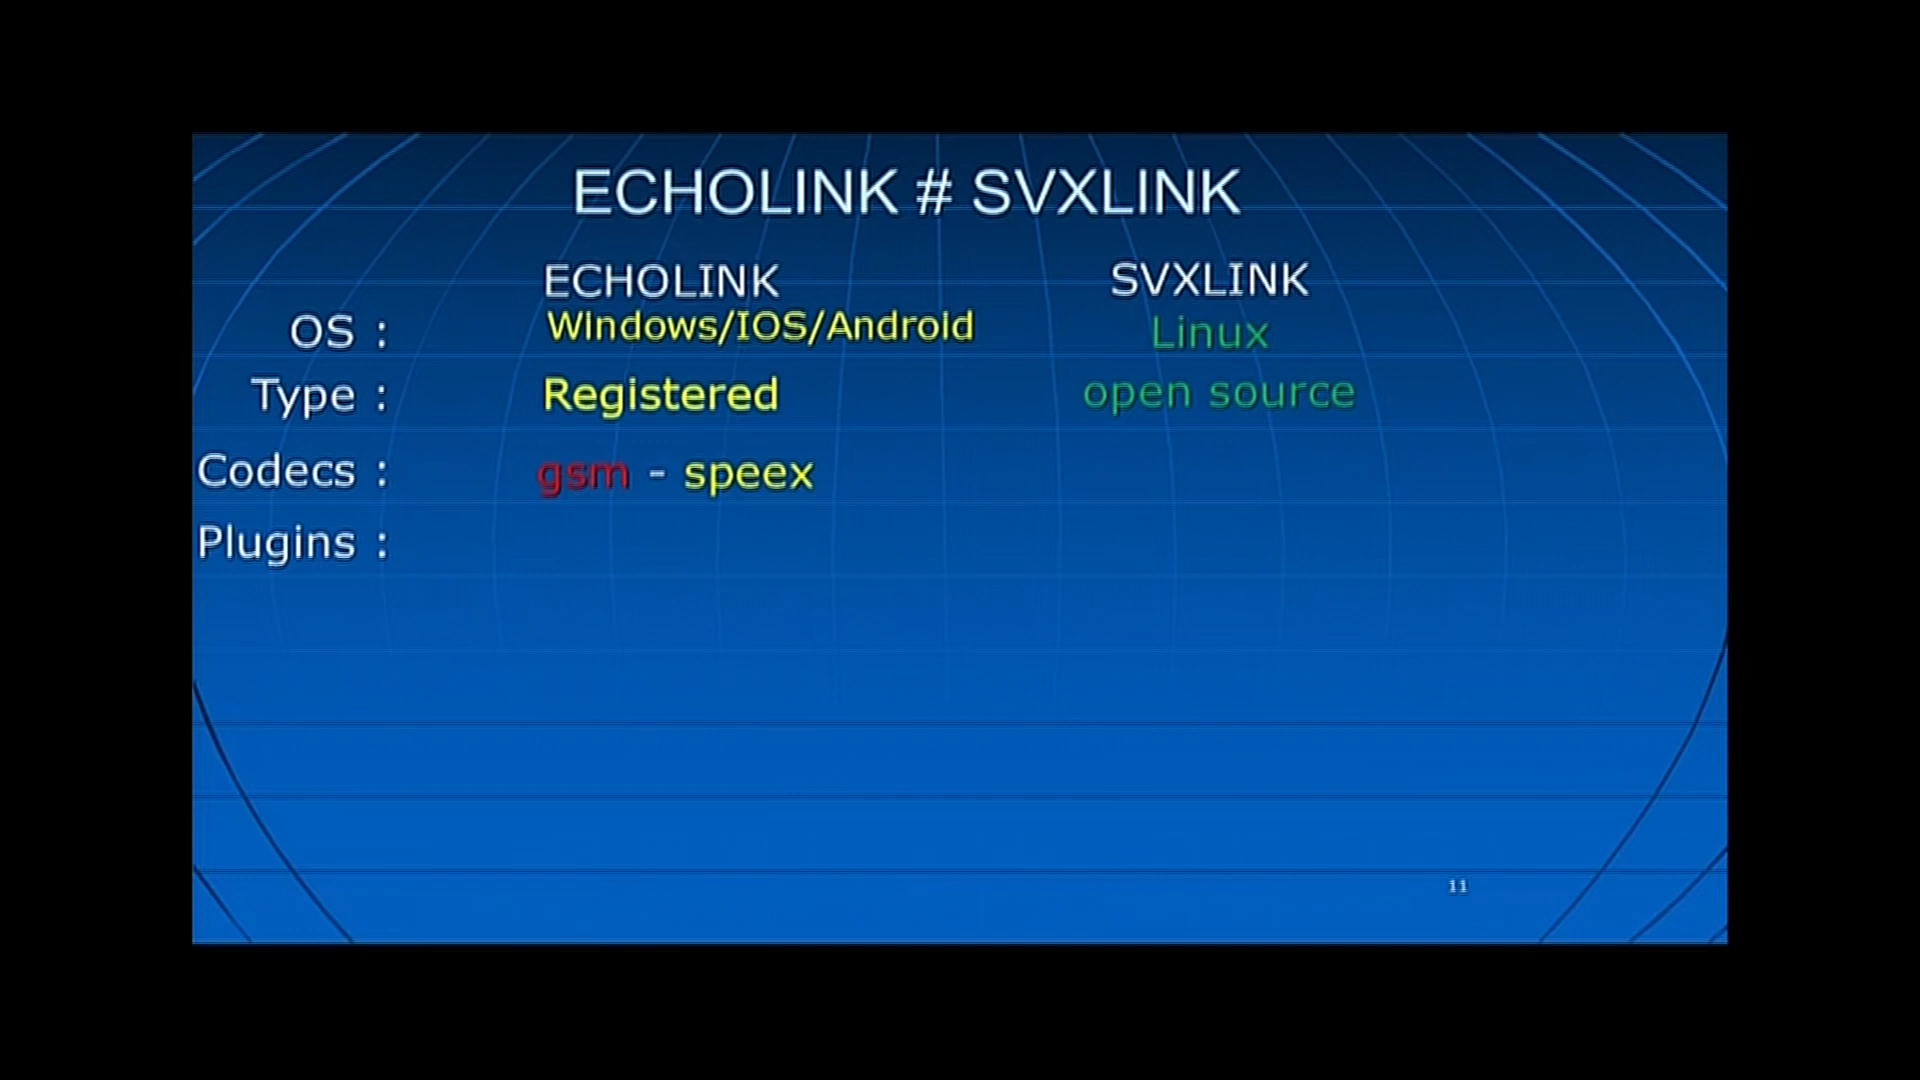 ECHOLINK # SVXLINK
ECHOLINK SVXLINK
OS : WIndows/IOS/AndroId Linux
Type : Registered open source
Codecs : gsm - speex
Plugins :
11